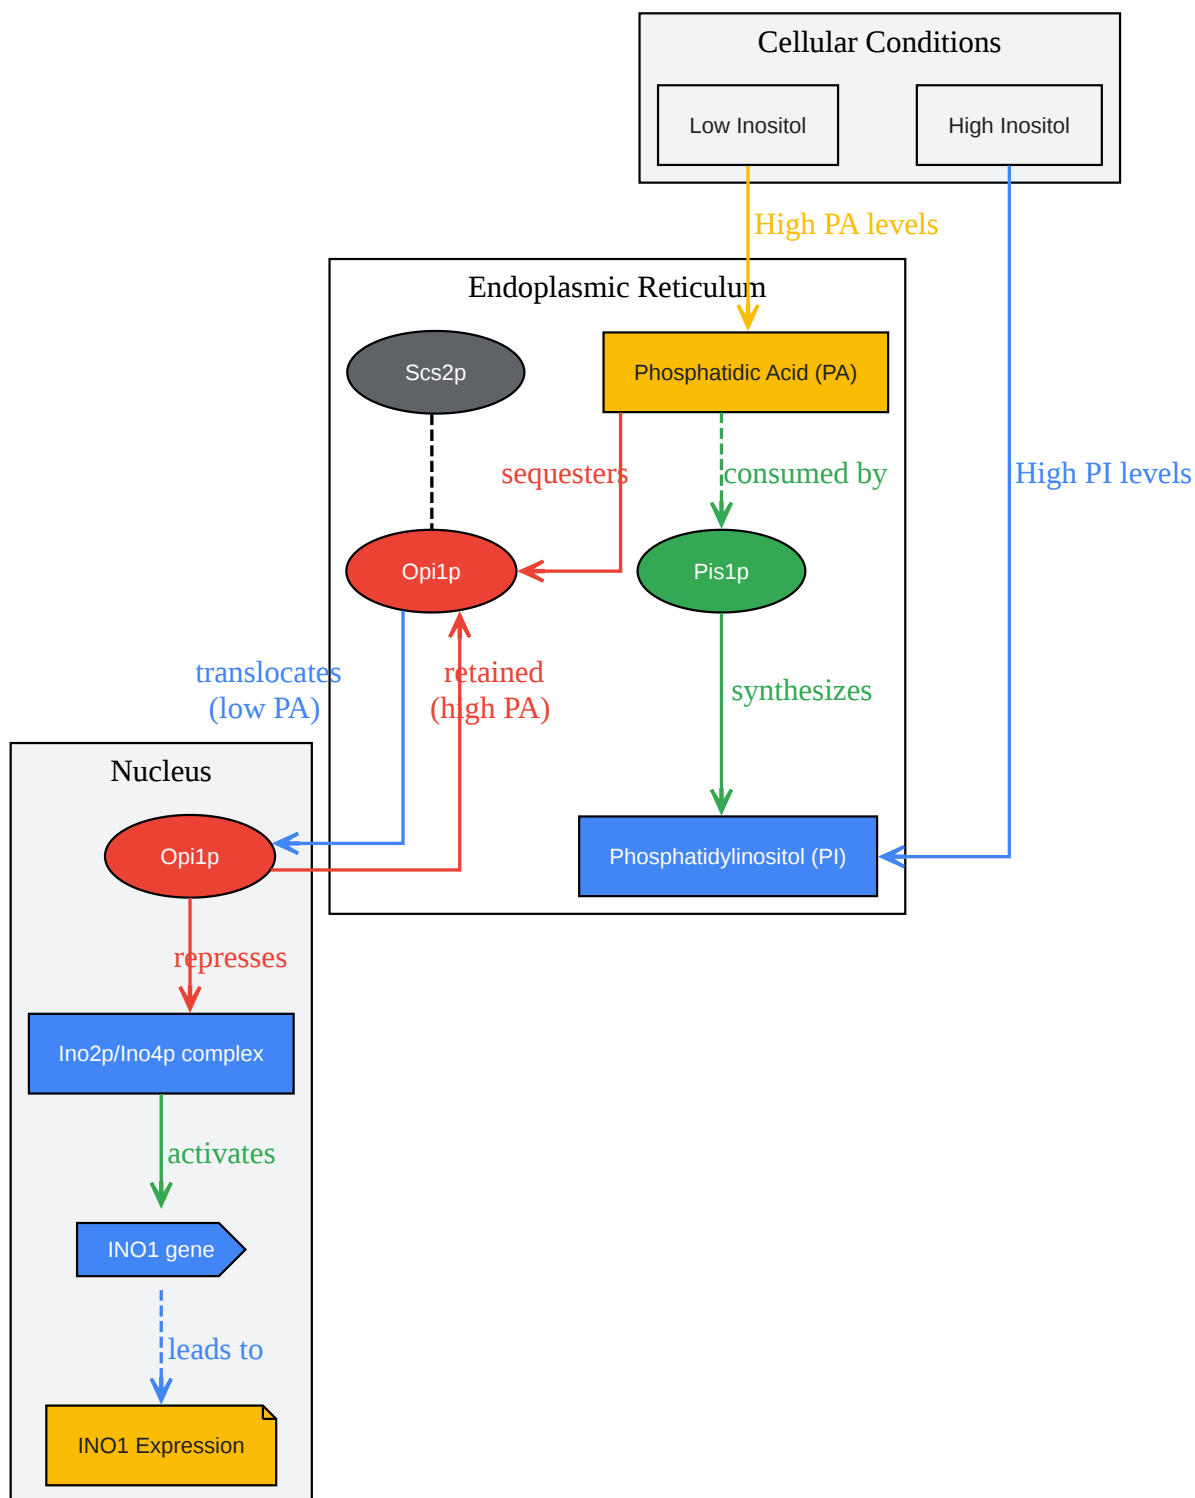 Cellular Conditions
Low Inositol
High Inositol
High PA levels
Endoplasmic Reticulum
Scs2p
Phosphatidic Acid (PA)
sequesters
consumed by
High PI levels
Opi1p
Pis1p
translocates
(low PA)
retained
(high PA)
synthesizes
Nucleus
Opi1p
Phosphatidylinositol (PI)
represses
Ino2p/Ino4p complex
activates
INO1 gene
leads to
INO1 Expression